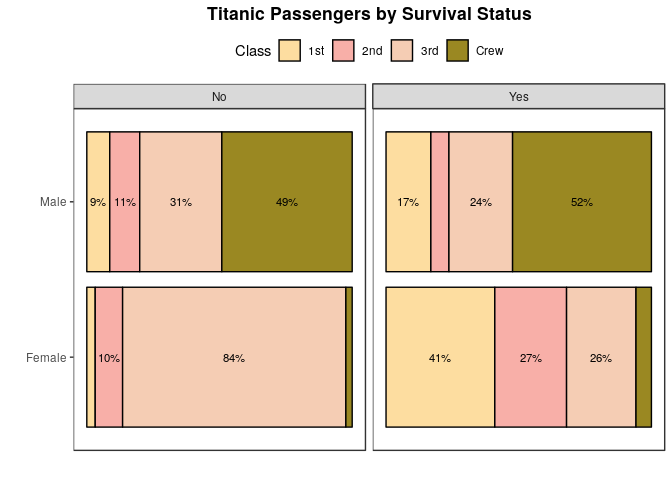 Titanic Passengers by Survival Status
Class 1st 2nd 3rd Crew
No Yes
Male 9% 11% 31% 49% 17% 24% 52%
Female 10% 84% 41% 27% 26%